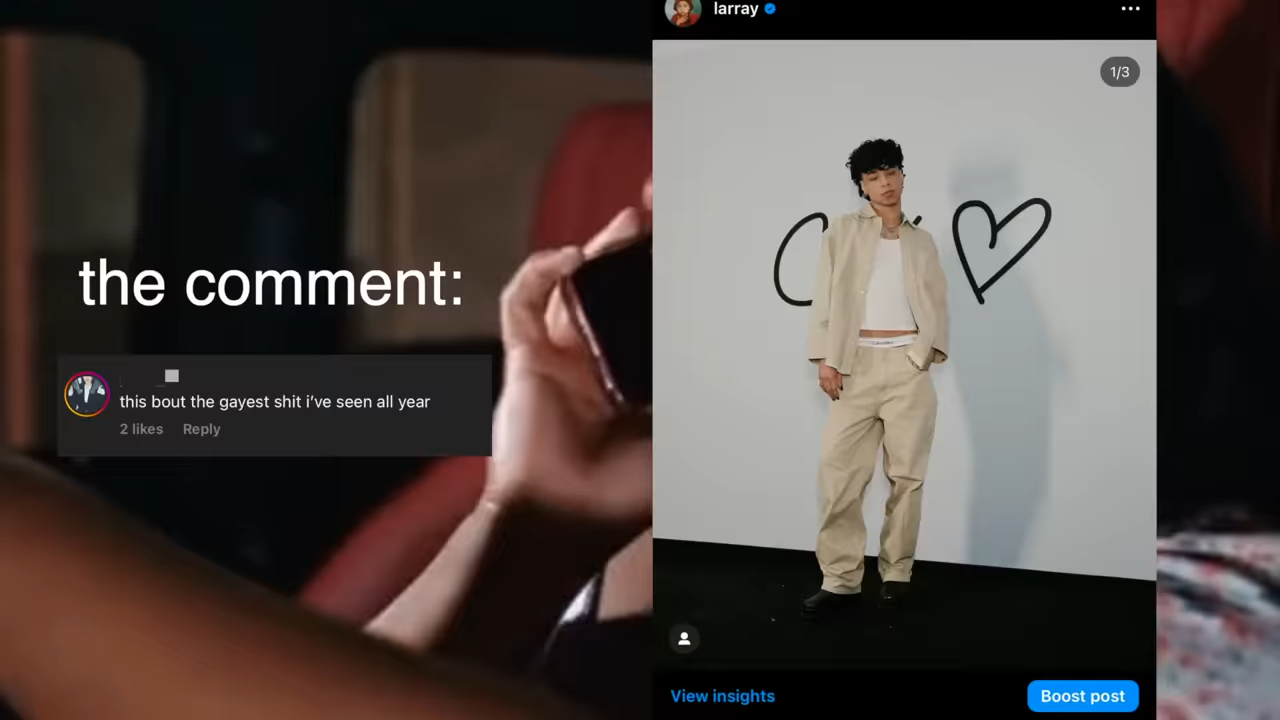 the comment:
this bout the gayest shit i've seen all year
2 likes Reply
larray
1/3
View insights
Boost post